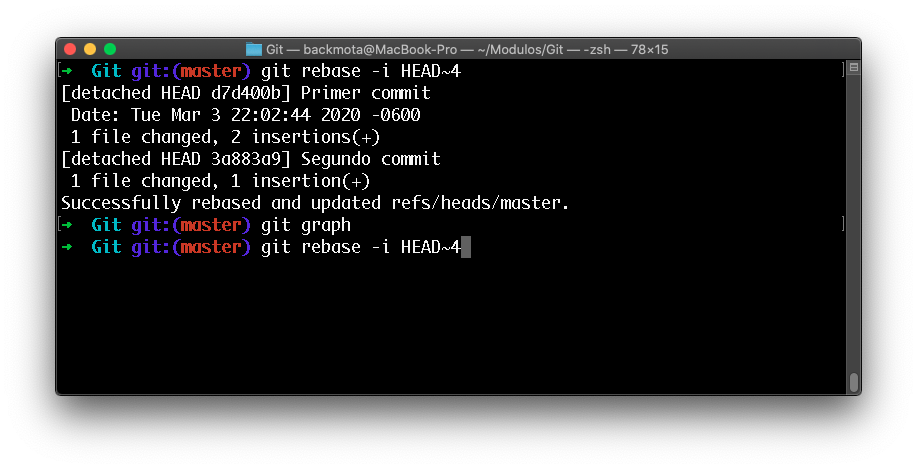 Git — backmota@MacBook-Pro — ~/Modulos/Git — -zsh — 78×15
[➜  Git git:(master) git rebase -i HEAD~4 ]
[detached HEAD d7d400b] Primer commit
 Date: Tue Mar 3 22:02:44 2020 -0600
 1 file changed, 2 insertions(+)
[detached HEAD 3a883a9] Segundo commit
 1 file changed, 1 insertion(+)
Successfully rebased and updated refs/heads/master.
[➜  Git git:(master) git graph ]
➜  Git git:(master) git rebase -i HEAD~4